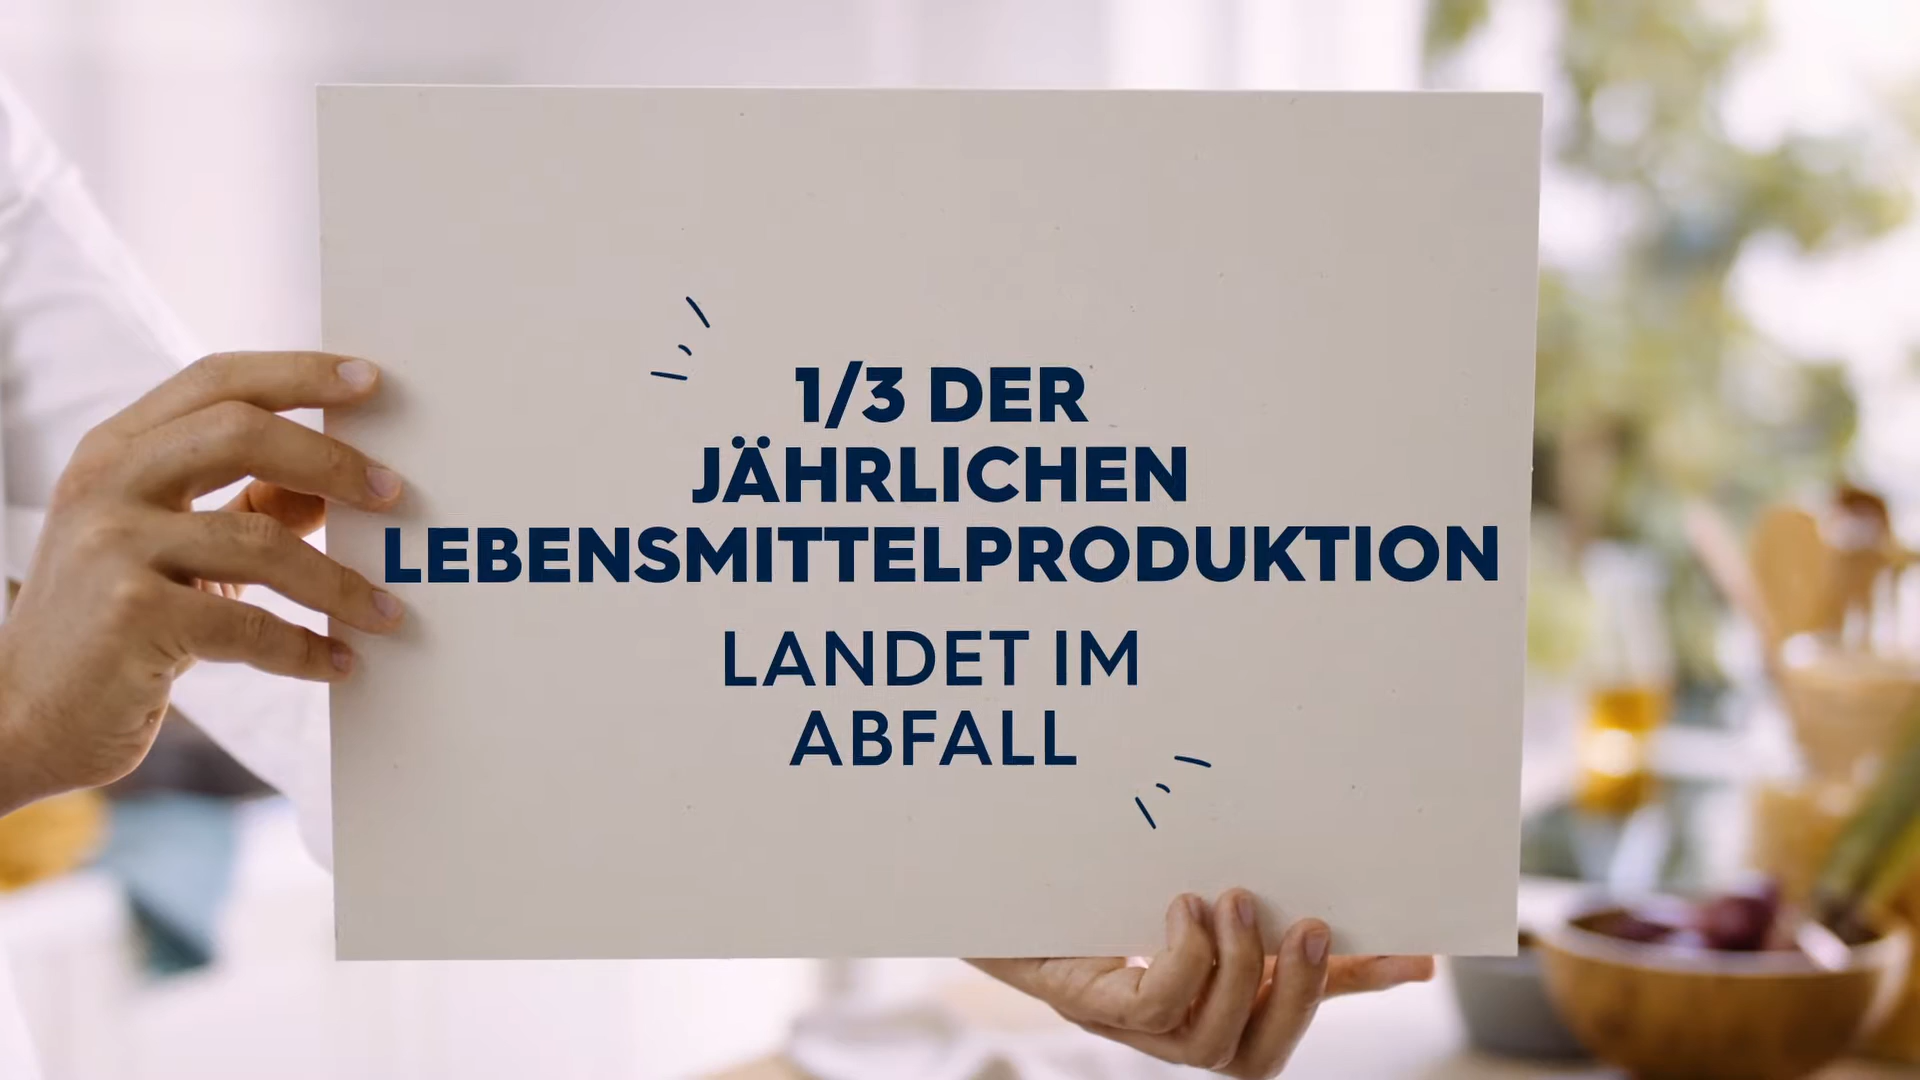 1/3 DER
JÄHRLICHEN
LEBENSMITTELPRODUKTION
LANDET IM
ABFALL